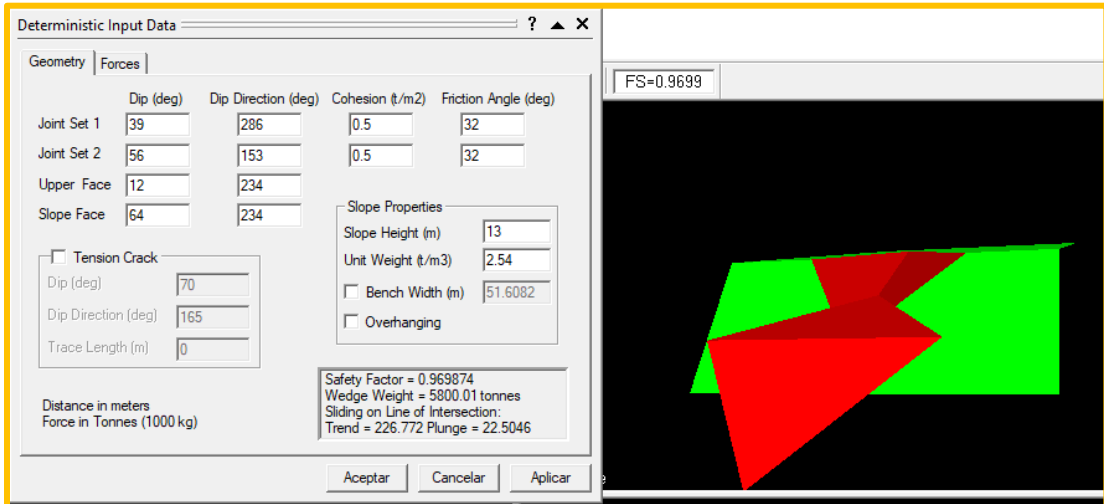 Deterministic Input Data ? ▲ ×
Geometry Forces
FS=0.9699
Dip (deg) Dip Direction (deg) Cohesion (t/m2) Friction Angle (deg)
Joint Set 1 39 286 0.5 32
Joint Set 2 56 153 0.5 32
Upper Face 12 234
Slope Face 64 234
Slope Properties
Slope Height (m) 13
Unit Weight (t/m3) 2.54
Bench Width (m) 51.6082
Overhanging
Tension Crack
Dip (deg) 70
Dip Direction (deg) 165
Trace Length (m) 0
Safety Factor = 0.969874
Wedge Weight = 5800.01 tonnes
Sliding on Line of Intersection:
Trend = 226.772 Plunge = 22.5046
Distance in meters
Force in Tonnes (1000 kg)
Aceptar Cancelar Aplicar